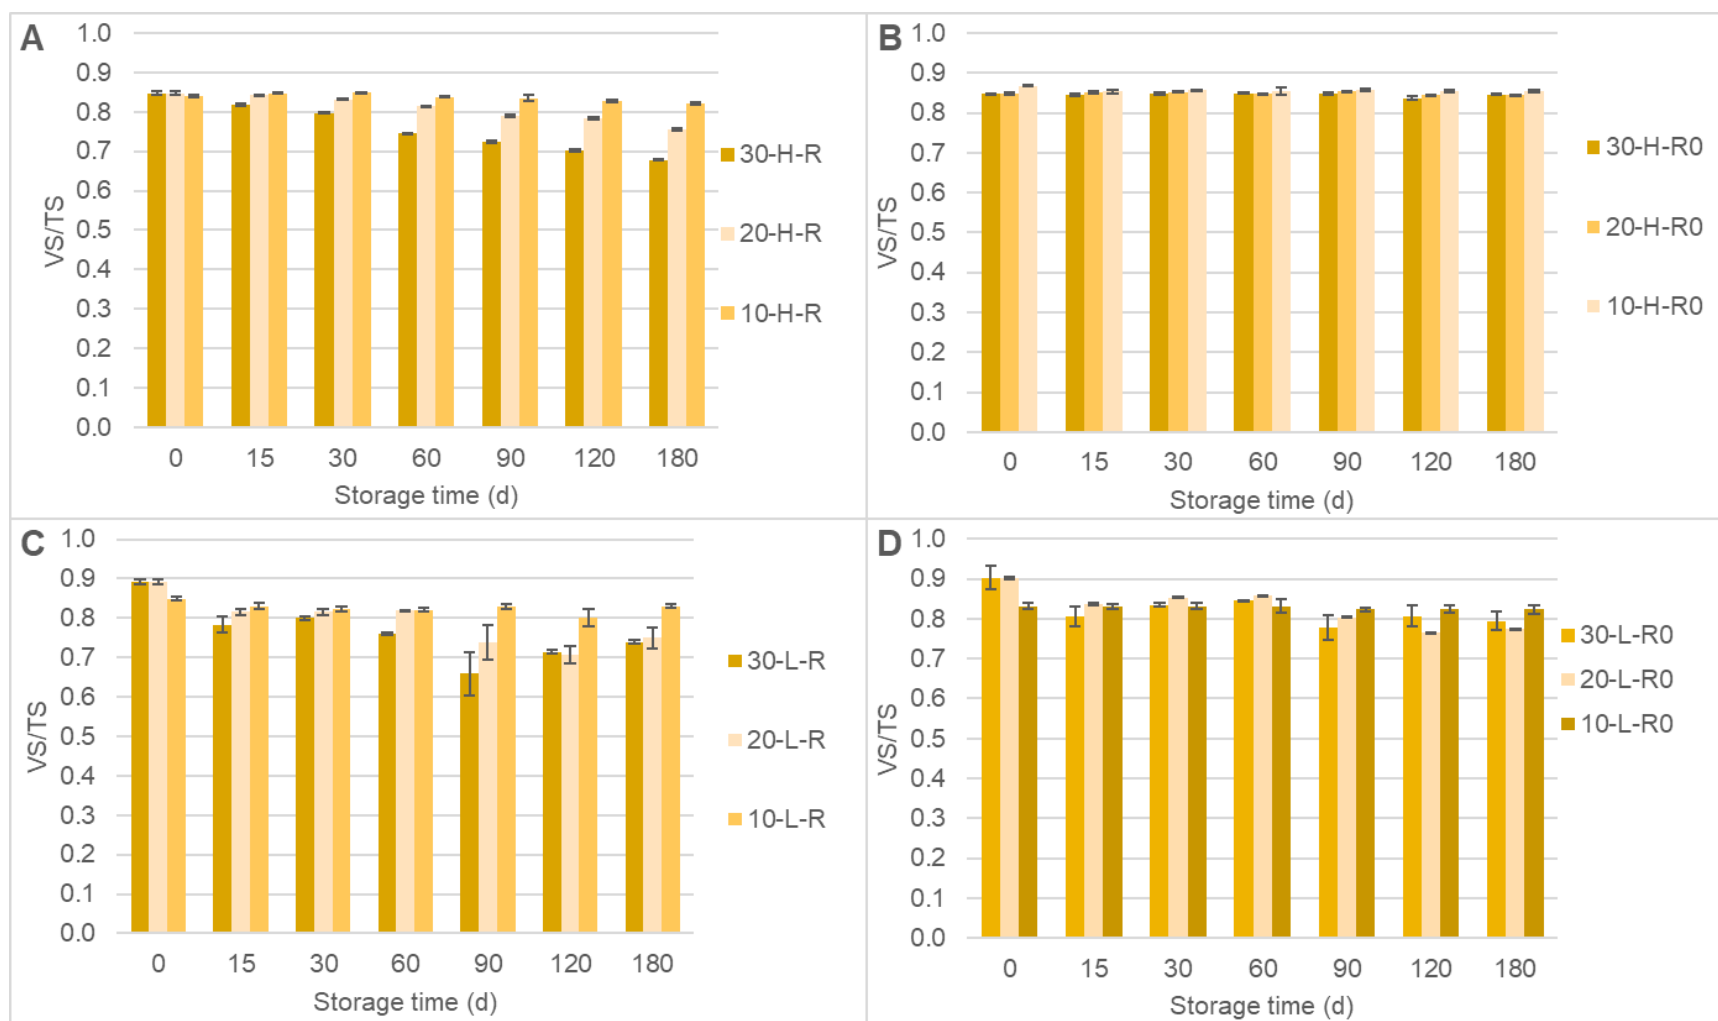 A
1.0
0.9
0.8
0.7
0.6
0.5
0.4
0.3
0.2
0.1
0.0
VS/TS
0 15 30 60 90 120 180
Storage time (d)
30-H-R
20-H-R
10-H-R
B
1.0
0.9
0.8
0.7
0.6
0.5
0.4
0.3
0.2
0.1
0.0
VS/TS
0 15 30 60 90 120 180
Storage time (d)
30-H-R0
20-H-R0
10-H-R0
C
1.0
0.9
0.8
0.7
0.6
0.5
0.4
0.3
0.2
0.1
0.0
VS/TS
0 15 30 60 90 120 180
Storage time (d)
30-L-R
20-L-R
10-L-R
D
1.0
0.9
0.8
0.7
0.6
0.5
0.4
0.3
0.2
0.1
0.0
VS/TS
0 15 30 60 90 120 180
Storage time (d)
30-L-R0
20-L-R0
10-L-R0